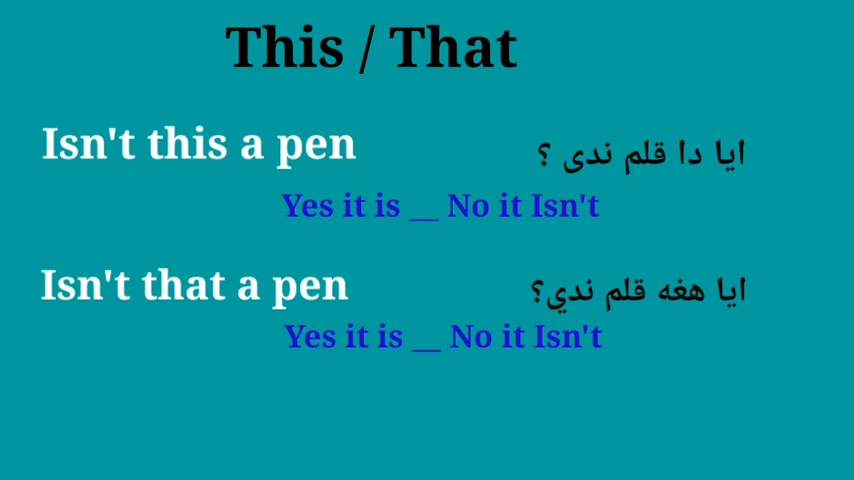 This / That
Isn't this a pen
ایا دا قلم ندی ؟
Yes it is __ No it Isn't
Isn't that a pen
ایا هغه قلم ندي؟
Yes it is __ No it Isn't